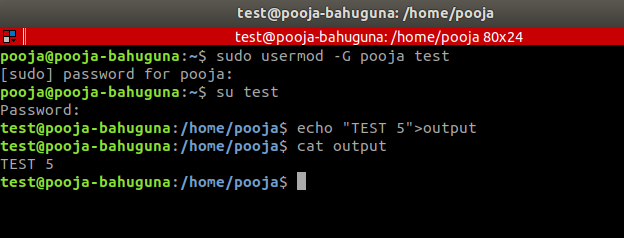 test@pooja-bahuguna: /home/pooja
test@pooja-bahuguna: /home/pooja 80x24
pooja@pooja-bahuguna:~$ sudo usermod -G pooja test
[sudo] password for pooja:
pooja@pooja-bahuguna:~$ su test
Password:
test@pooja-bahuguna:/home/pooja$ echo "TEST 5">output
test@pooja-bahuguna:/home/pooja$ cat output
TEST 5
test@pooja-bahuguna:/home/pooja$